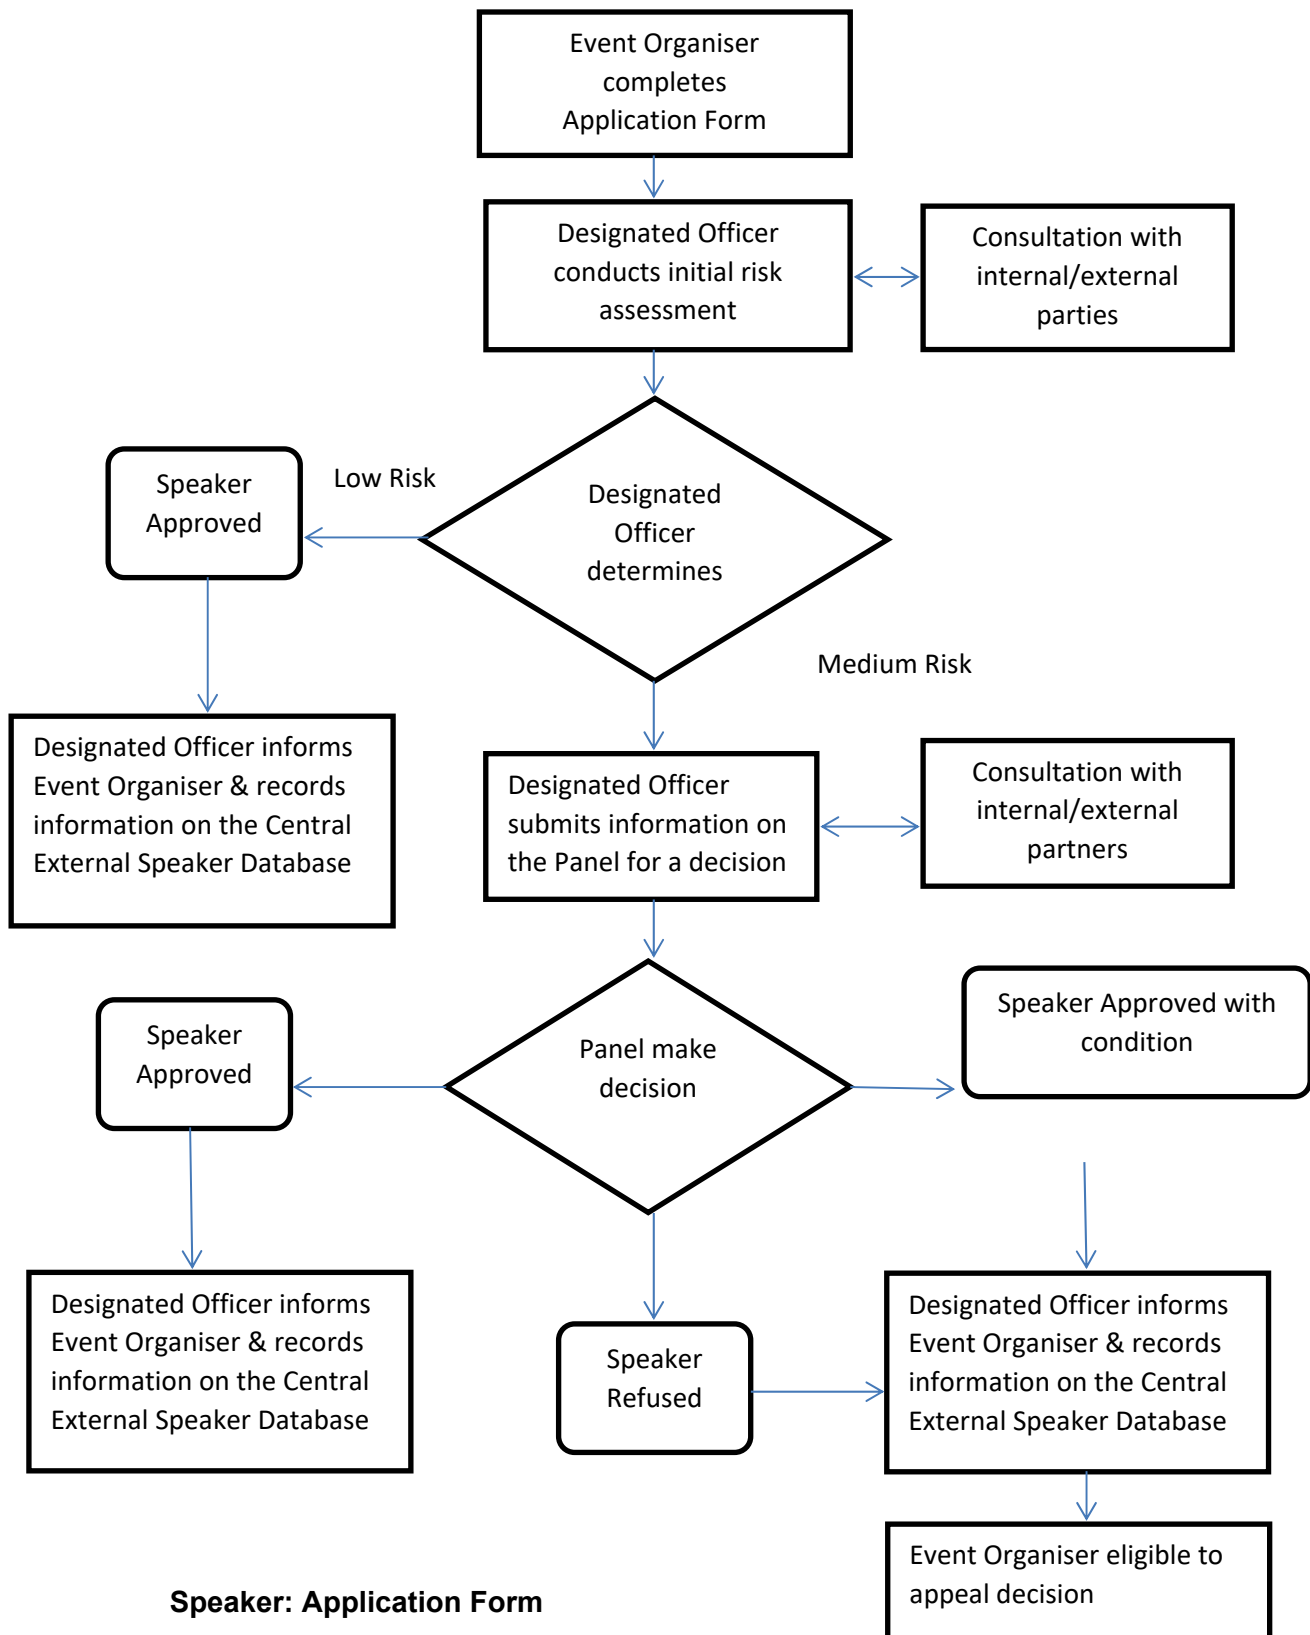 Event Organiser
completes
Application Form
Designated Officer
conducts initial risk
assessment
Consultation with
internal/external
parties
Speaker
Approved
Low Risk
Designated
Officer
determines
Medium Risk
Designated Officer informs
Event Organiser & records
information on the Central
External Speaker Database
Designated Officer
submits information on
the Panel for a decision
Consultation with
internal/external
partners
Speaker
Approved
Panel make
decision
Speaker Approved with
condition
Designated Officer informs
Event Organiser & records
information on the Central
External Speaker Database
Speaker
Refused
Designated Officer informs
Event Organiser & records
information on the Central
External Speaker Database
Event Organiser eligible to
appeal decision
Speaker: Application Form